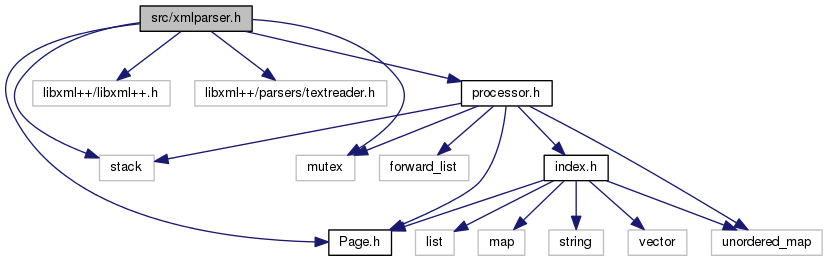 src/xmlparser.h
libxml++/libxml++.h
libxml++/parsers/textreader.h
processor.h
stack
mutex
forward_list
index.h
Page.h
list
map
string
vector
unordered_map